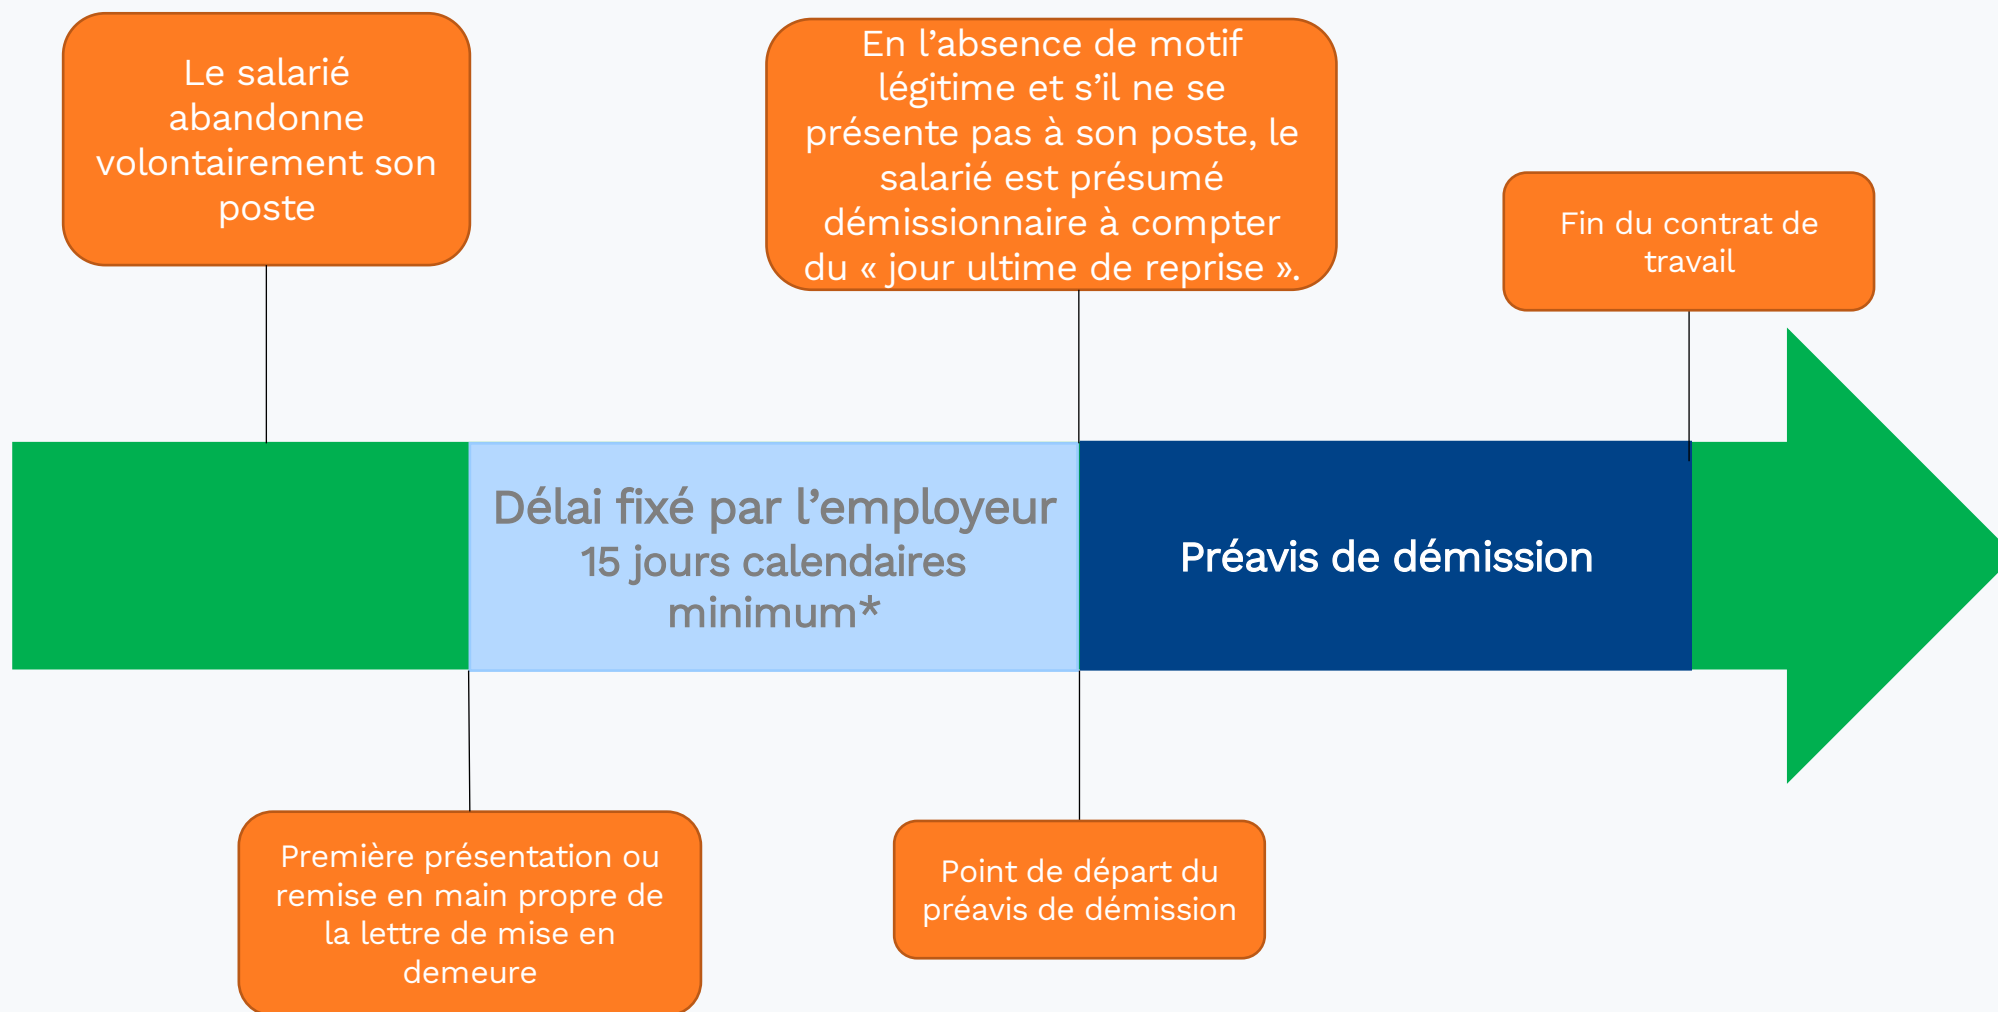 Le salarié
abandonne
volontairement son
poste
En l’absence de motif
légitime et s’il ne se
présente pas à son poste, le
salarié est présumé
démissionnaire à compter
du « jour ultime de reprise ».
Fin du contrat de
travail
Délai fixé par l’employeur
15 jours calendaires
minimum*
Préavis de démission
Première présentation ou
remise en main propre de
la lettre de mise en
demeure
Point de départ du
préavis de démission